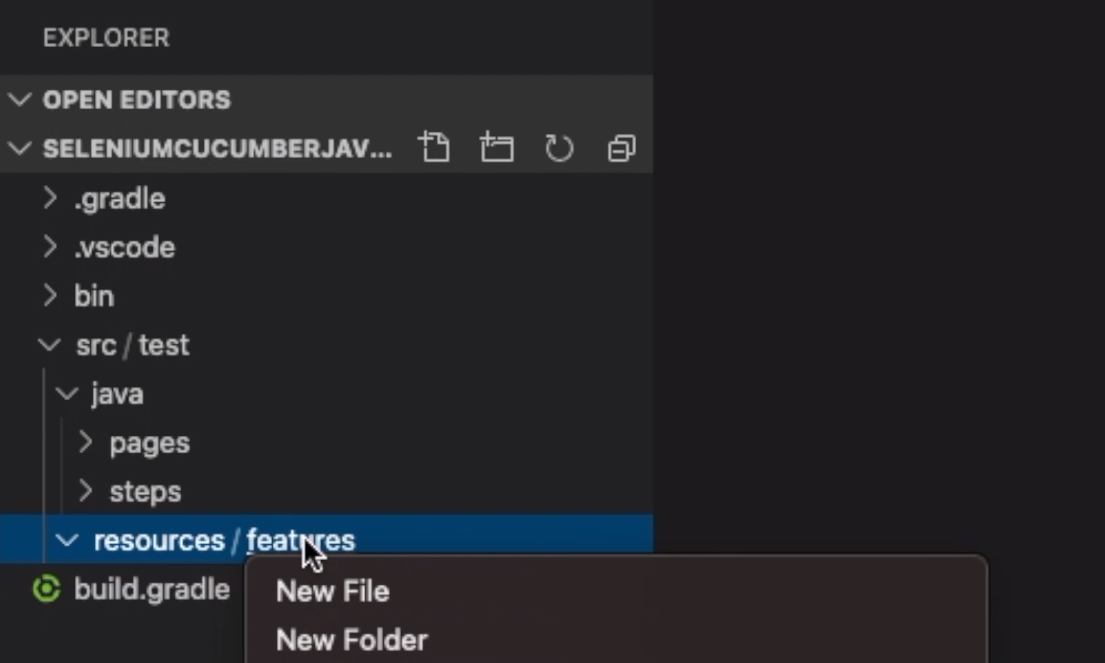 EXPLORER
OPEN EDITORS
SELENIUMCUCUMBERJAV...
.gradle
.vscode
bin
src / test
java
pages
steps
resources / features
build.gradle
New File
New Folder